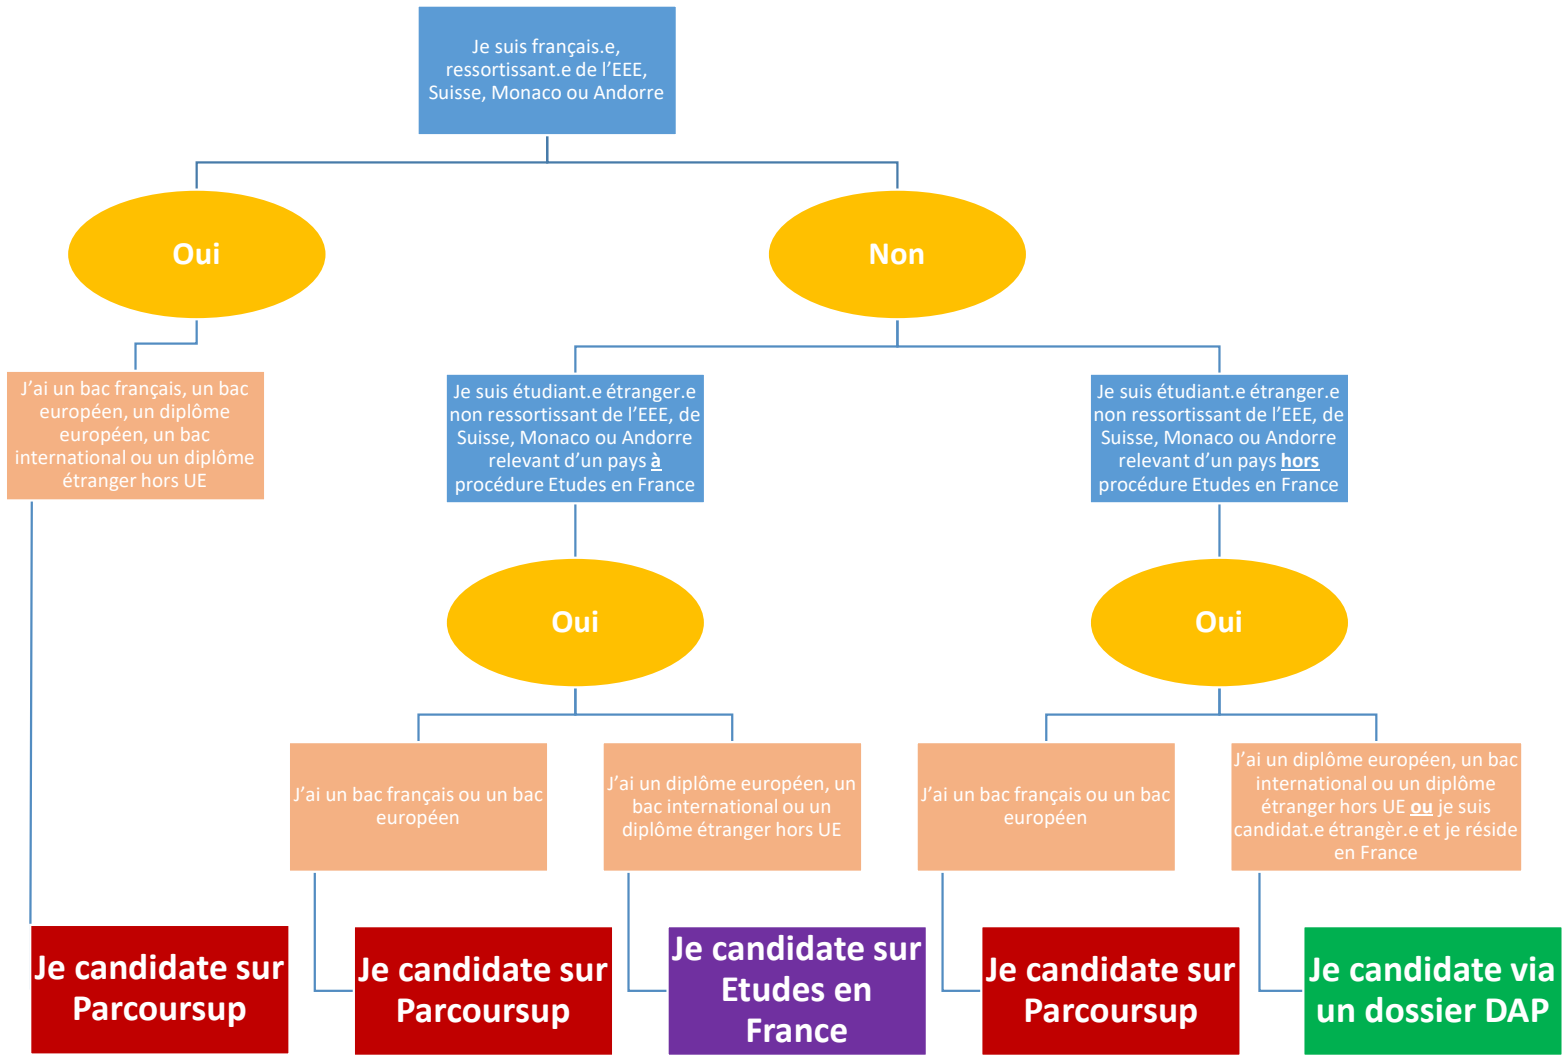 Je suis français.e,
ressortissant.e de l'EEE,
Suisse, Monaco ou Andorre
Oui
Non
J'ai un bac français, un bac
européen, un diplôme
européen, un bac
international ou un diplôme
étranger hors UE
Je suis étudiant.e étranger.e
non ressortissant de l'EEE, de
Suisse, Monaco ou Andorre
relevant d'un pays à
procédure Etudes en France
Je suis étudiant.e étranger.e
non ressortissant de l'EEE, de
Suisse, Monaco ou Andorre
relevant d'un pays hors
procédure Etudes en France
Oui
Oui
J'ai un bac français ou un bac
européen
J'ai un diplôme européen, un
bac international ou un
diplôme étranger hors UE
J'ai un bac français ou un bac
européen
J'ai un diplôme européen, un bac
international ou un diplôme
étranger hors UE ou je suis
candidat.e étrangèr.e et je réside
en France
Je candidate sur
Parcoursup
Je candidate sur
Parcoursup
Je candidate sur
Etudes en
France
Je candidate sur
Parcoursup
Je candidate via
un dossier DAP